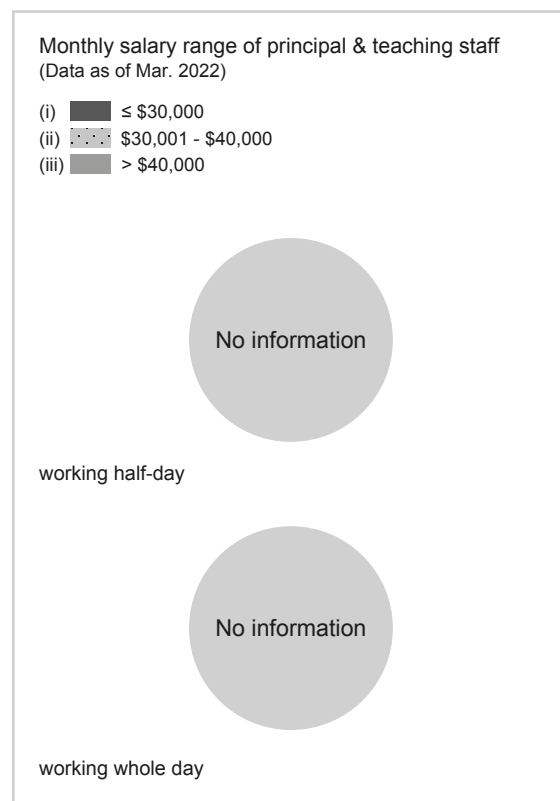 Monthly salary range of principal & teaching staff
(Data as of Mar. 2022)
(i) ≤ $30,000
(ii) $30,001 - $40,000
(iii) > $40,000
No information
working half-day
No information
working whole day